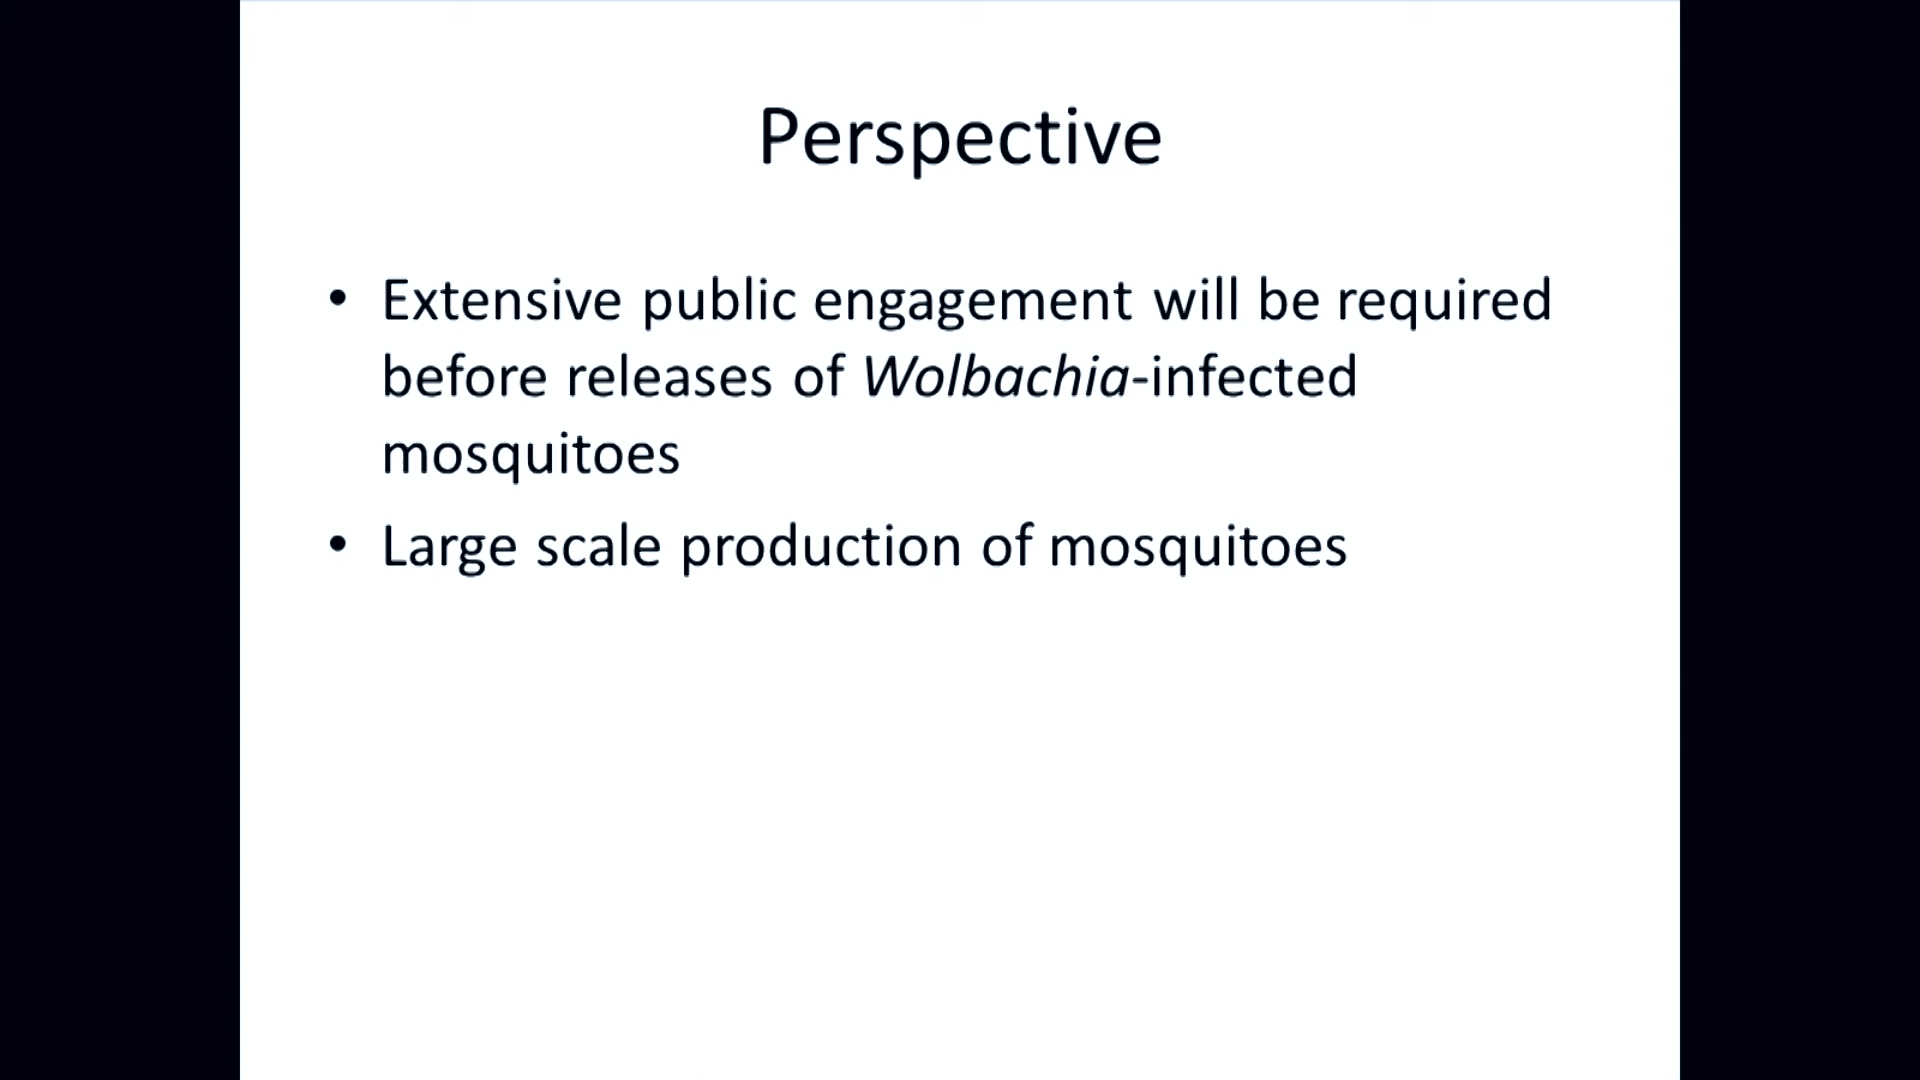 Perspective
• Extensive public engagement will be required
before releases of Wolbachia-infected
mosquitoes
• Large scale production of mosquitoes